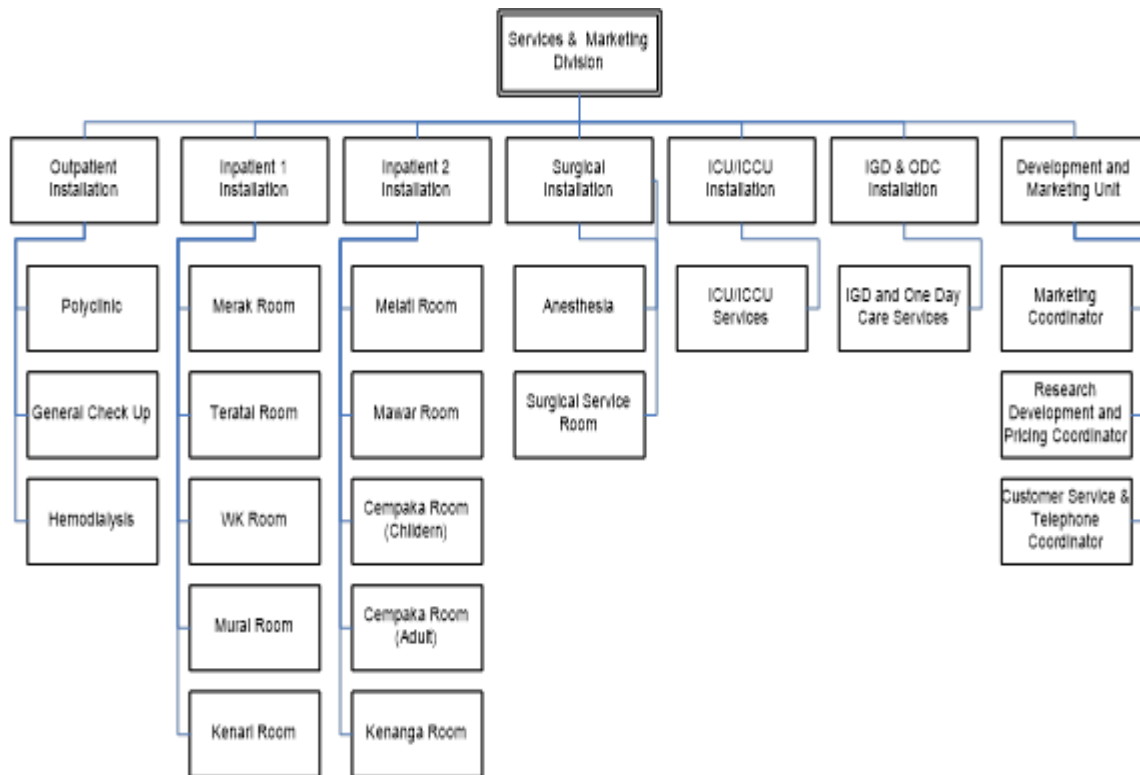 Services & Marketing
Division
Outpatient
Installation
Inpatient 1
Installation
Inpatient 2
Installation
Surgical
Installation
ICU/ICCU
Installation
IGD & ODC
Installation
Development and
Marketing Unit
Polyclinic
Merak Room
Melati Room
Anesthesia
ICU/ICCU
Services
IGD and One Day
Care Services
Marketing
Coordinator
General Check Up
Teratai Room
Mawar Room
Surgical Service
Room
Research
Development and
Pricing Coordinator
Hemodialysis
WK Room
Cempaka Room
(Childern)
Customer Service &
Telephone
Coordinator
Murai Room
Cempaka Room
(Adult)
Kenari Room
Kenanga Room